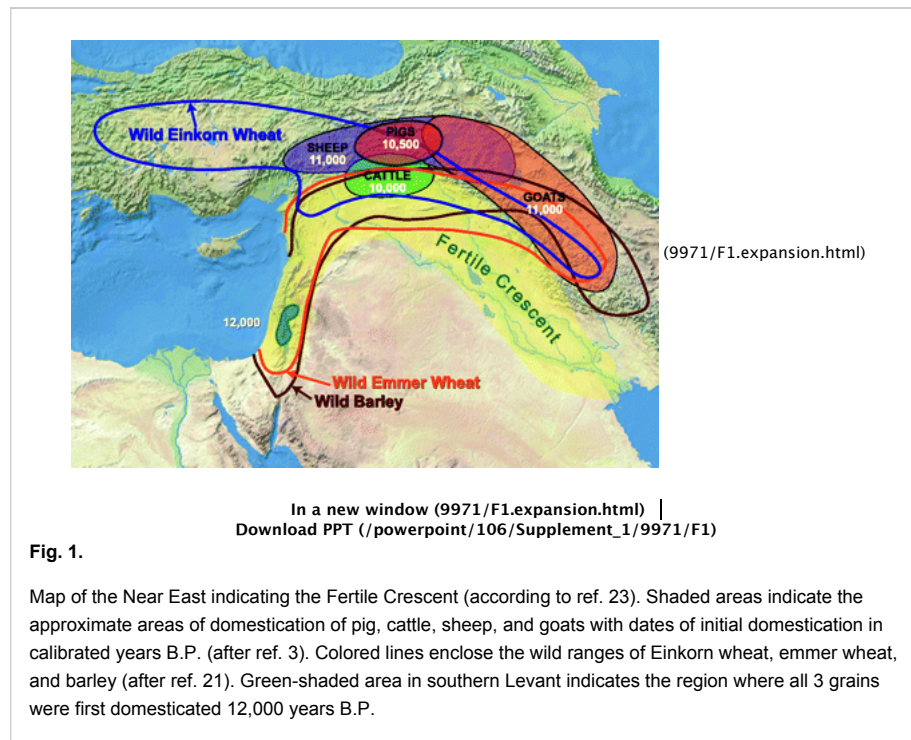 Wild Einkorn Wheat
PIGS
10,500
SHEEP
11,000
CATTLE
10,000
GOATS
11,000
Fertile Crescent
12,000
Wild Emmer Wheat
Wild Barley
(9971/F1.expansion.html)
In a new window (9971/F1.expansion.html) |
Download PPT (/powerpoint/106/Supplement_1/9971/F1)
Fig. 1.
Map of the Near East indicating the Fertile Crescent (according to ref. 23). Shaded areas indicate the
approximate areas of domestication of pig, cattle, sheep, and goats with dates of initial domestication in
calibrated years B.P. (after ref. 3). Colored lines enclose the wild ranges of Einkorn wheat, emmer wheat,
and barley (after ref. 21). Green-shaded area in southern Levant indicates the region where all 3 grains
were first domesticated 12,000 years B.P.